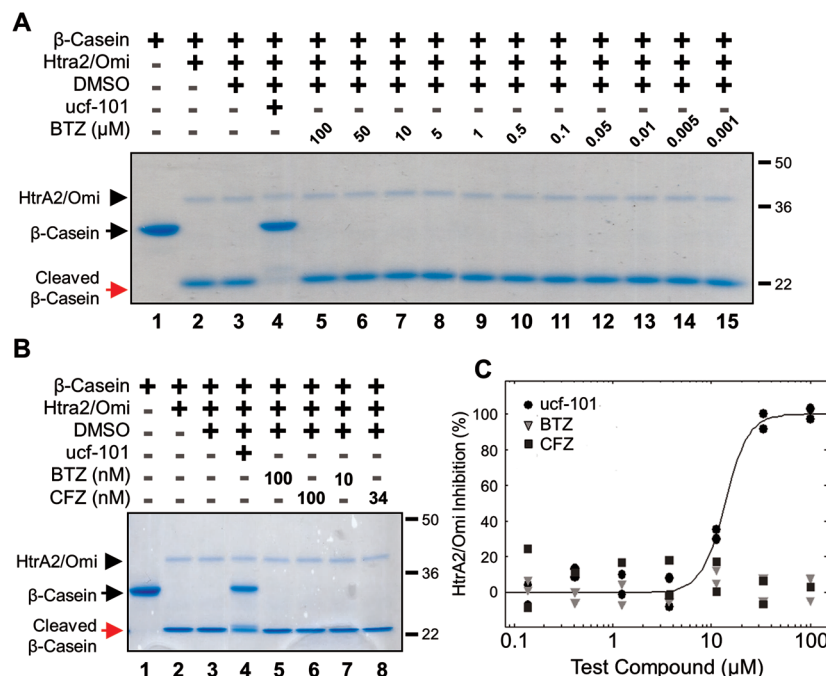 A
β-Casein + + + + + + + + + + + + + + +
Htra2/Omi - + + + + + + + + + + + + + +
DMSO - - + + + + + + + + + + + + +
ucf-101 - - - + - - - - - - - - - - -
BTZ (μM) - - - - 100 50 10 5 1 0.5 0.1 0.05 0.01 0.005 0.001
50
HtrA2/Omi
36
β-Casein
Cleaved
β-Casein
22
1 2 3 4 5 6 7 8 9 10 11 12 13 14 15
B
β-Casein + + + + + + + +
Htra2/Omi - + + + + + + +
DMSO - - + + + + + +
ucf-101 - - - + - - - -
BTZ (nM) - - - - 100 - 10 -
CFZ (nM) - - - - - 100 - 34
50
HtrA2/Omi
36
β-Casein
Cleaved
β-Casein
22
1 2 3 4 5 6 7 8
C
ucf-101
BTZ
CFZ
HtrA2/Omi Inhibition (%)
100
80
60
40
20
0
0.1 1 10 100
Test Compound (μM)